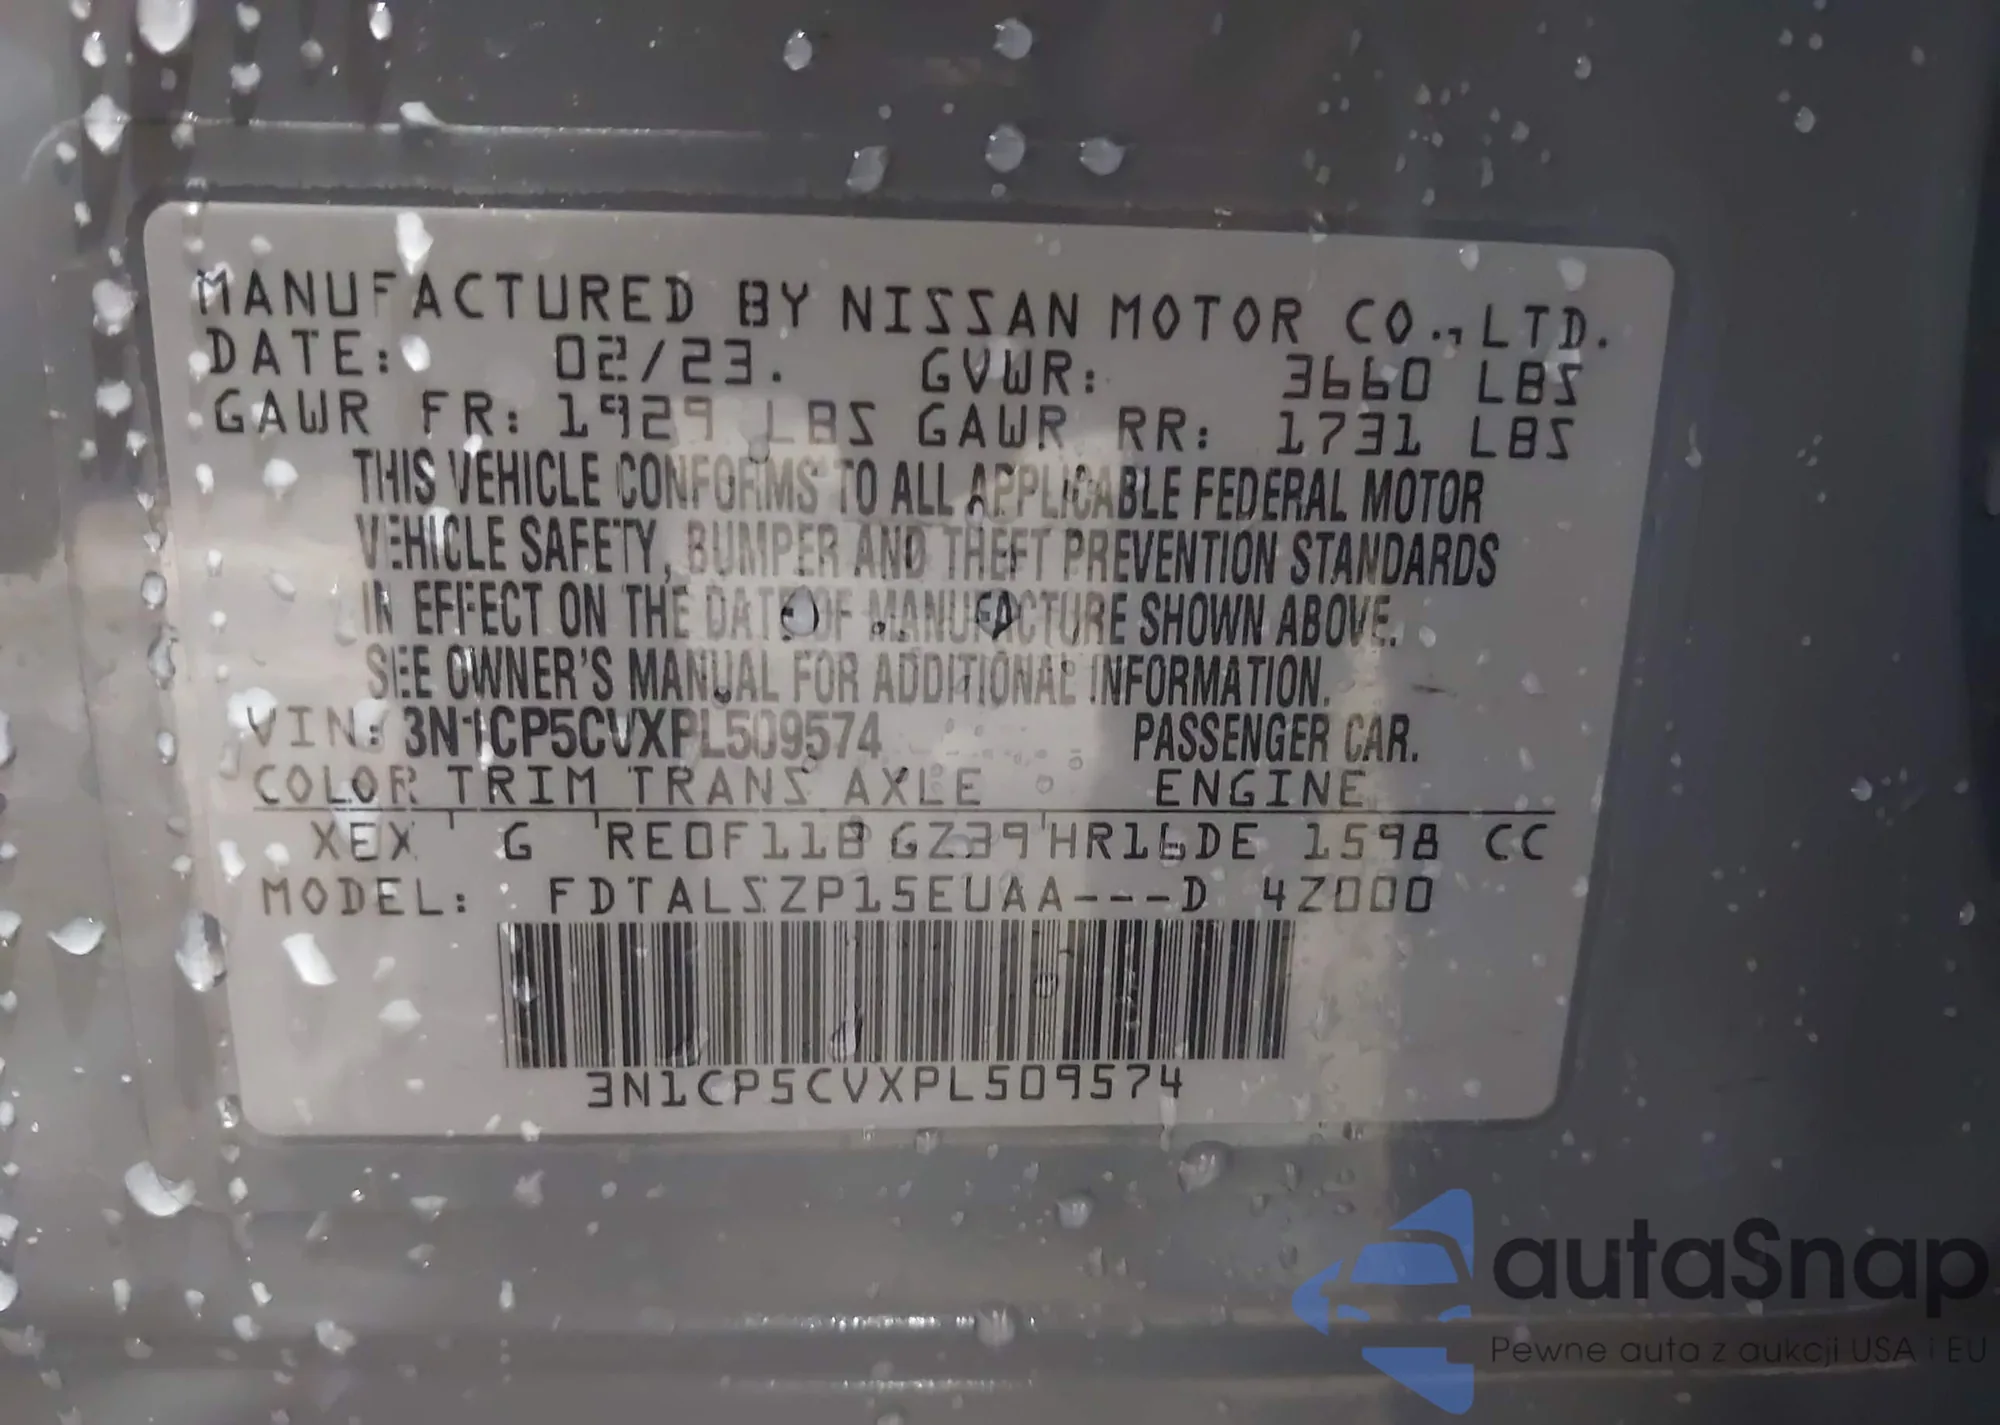 MANUFACTURED BY NISSAN MOTOR CO., LTD.
DATE: 02/23. GVWR: 3660 LBS
GAWR FR: 1929 LBS GAWR RR: 1731 LBS
THIS VEHICLE CONFORMS TO ALL APPLICABLE FEDERAL MOTOR
VEHICLE SAFETY, BUMPER AND THEFT PREVENTION STANDARDS
IN EFFECT ON THE DATE OF MANUFACTURE SHOWN ABOVE.
SEE OWNER'S MANUAL FOR ADDITIONAL INFORMATION.
VIN: 3N1CP5CVXPL509574 PASSENGER CAR.
COLOR TRIM TRANS AXLE ENGINE
XEX G RE0F11B GZ39 HR16DE 1598 CC
MODEL: FDTALSZP15EUAA---D 4Z000
3N1CP5CVXPL509574
autaSnap
Pewne auta z aukcji USA i EU